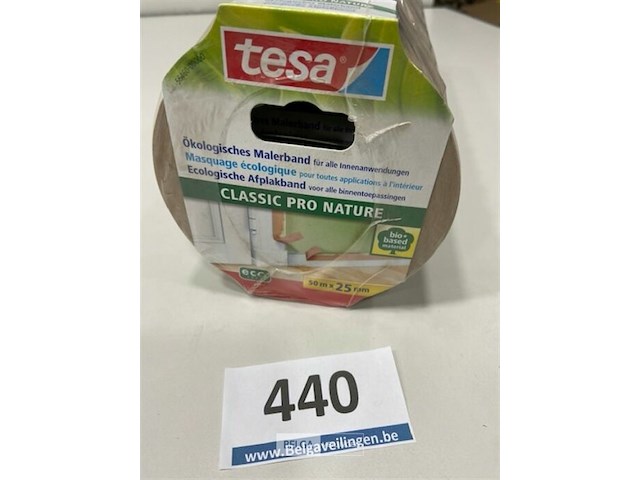 tesa®
Ökologisches Malerband für alle Innenanwendungen
Masquage écologique pour toutes applications à l'intérieur
Ecologische Afplakband voor alle binnentoepassingen
CLASSIC PRO NATURE
bio-
based
material
eco
50 m x 25 mm
440
BELGA
www.Belgaveilingen.be